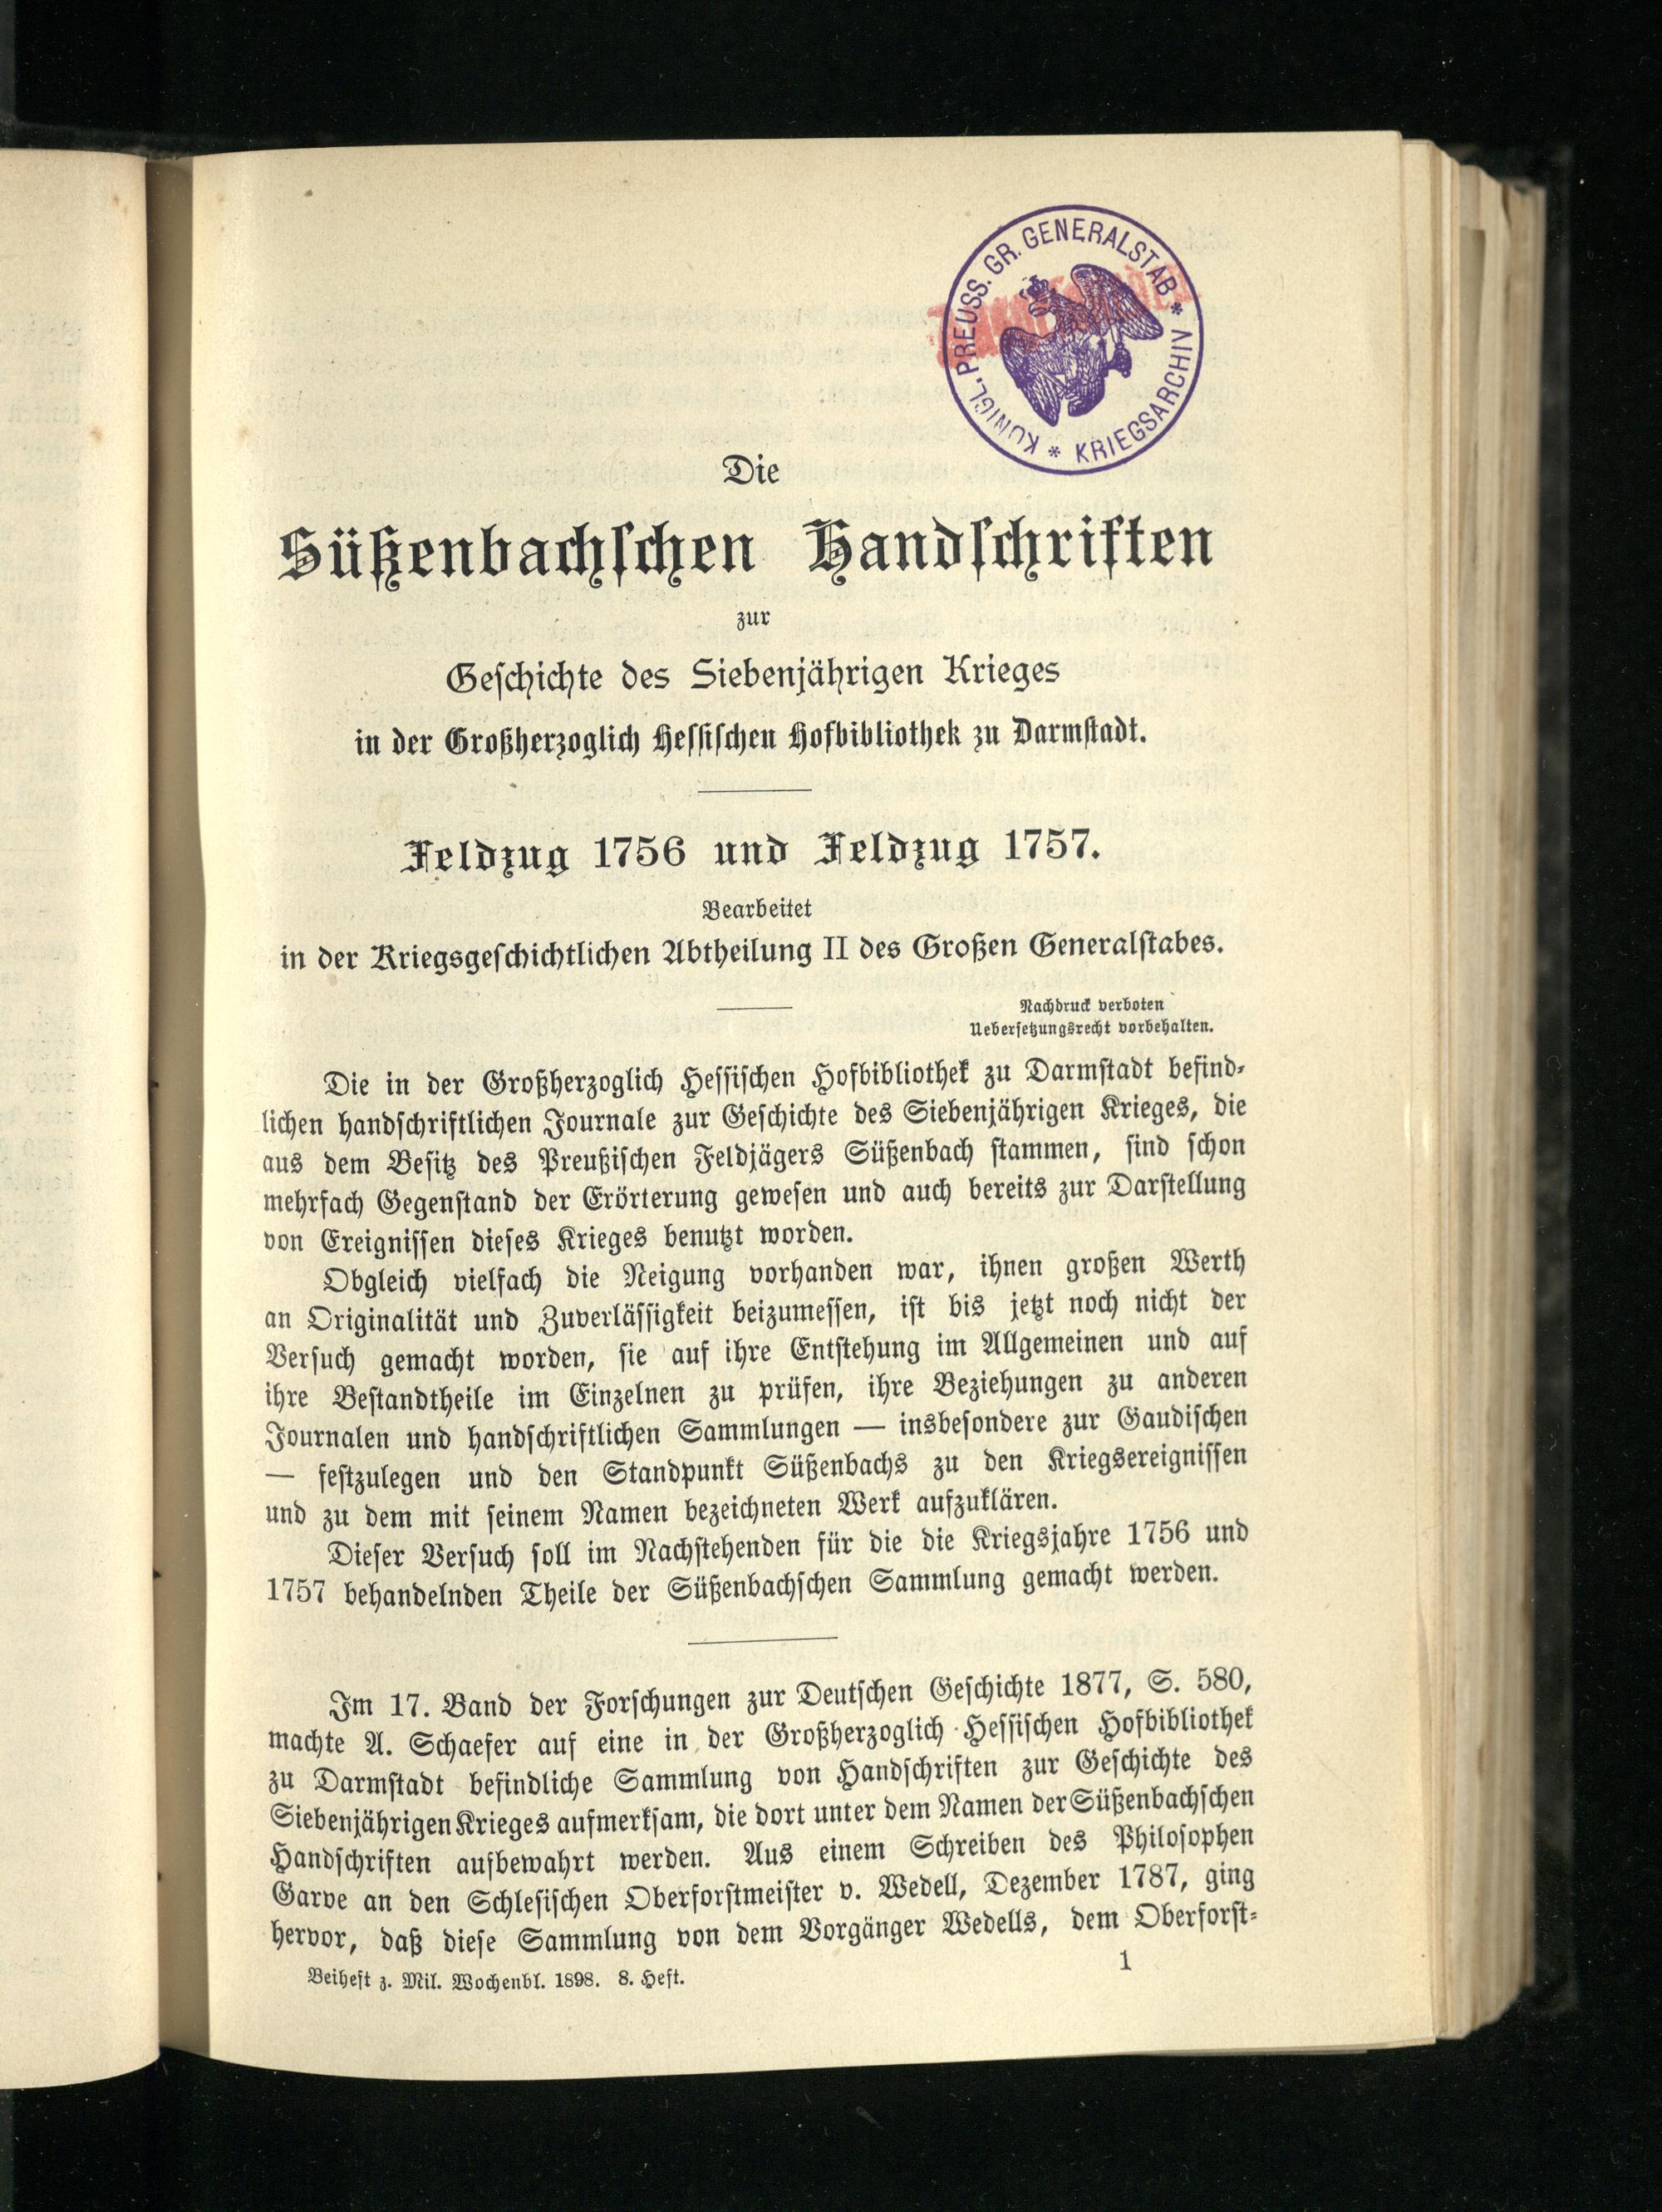 KÖNIGL. PREUSS. GR. GENERALSTAB * KRIEGSARCHIV *
Die
Süßenbachschen Handschriften
zur
Geschichte des Siebenjährigen Krieges
in der Großherzoglich Hessischen Hofbibliothek zu Darmstadt.
Feldzug 1756 und Feldzug 1757.
Bearbeitet
in der Kriegsgeschichtlichen Abtheilung II des Großen Generalstabes.
Nachdruck verboten
Uebersetzungsrecht vorbehalten.
Die in der Großherzoglich Hessischen Hofbibliothek zu Darmstadt befind-
lichen handschriftlichen Journale zur Geschichte des Siebenjährigen Krieges, die
aus dem Besitz des Preußischen Feldjägers Süßenbach stammen, sind schon
mehrfach Gegenstand der Erörterung gewesen und auch bereits zur Darstellung
von Ereignissen dieses Krieges benutzt worden.
Obgleich vielfach die Neigung vorhanden war, ihnen großen Werth
an Originalität und Zuverlässigkeit beizumessen, ist bis jetzt noch nicht der
Versuch gemacht worden, sie auf ihre Entstehung im Allgemeinen und auf
ihre Bestandtheile im Einzelnen zu prüfen, ihre Beziehungen zu anderen
Journalen und handschriftlichen Sammlungen — insbesondere zur Gaudischen
— festzulegen und den Standpunkt Süßenbachs zu den Kriegsereignissen
und zu dem mit seinem Namen bezeichneten Werk aufzuklären.
Dieser Versuch soll im Nachstehenden für die die Kriegsjahre 1756 und
1757 behandelnden Theile der Süßenbachschen Sammlung gemacht werden.
Im 17. Band der Forschungen zur Deutschen Geschichte 1877, S. 580,
machte A. Schaefer auf eine in der Großherzoglich Hessischen Hofbibliothek
zu Darmstadt befindliche Sammlung von Handschriften zur Geschichte des
Siebenjährigen Krieges aufmerksam, die dort unter dem Namen der Süßenbachschen
Handschriften aufbewahrt werden. Aus einem Schreiben des Philosophen
Garve an den Schlesischen Oberforstmeister v. Wedell, Dezember 1787, ging
hervor, daß diese Sammlung von dem Vorgänger Wedells, dem Oberforst-
Beiheft z. Mil. Wochenbl. 1898. 8. Heft.
1